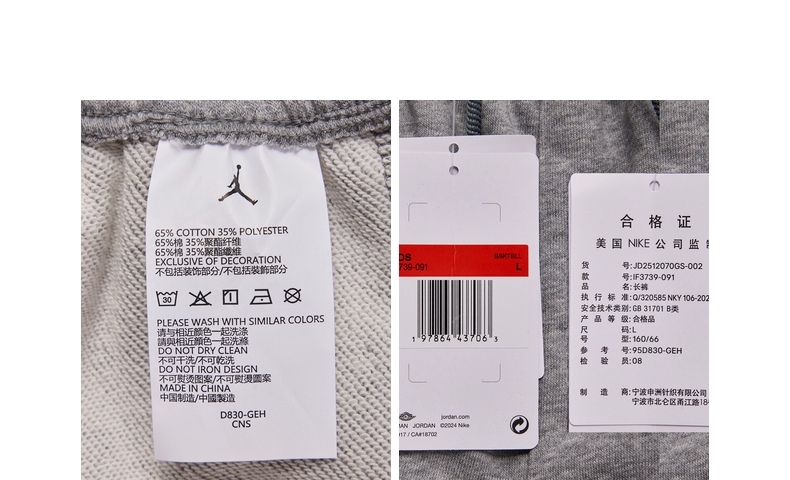 65% COTTON 35% POLYESTER
65%棉 35%聚酯纤维
65%棉 35%聚酯纖維
EXCLUSIVE OF DECORATION
不包括装饰部分/不包括裝飾部分
30
PLEASE WASH WITH SIMILAR COLORS
请与相近颜色一起洗涤
請與相近顏色一起洗滌
DO NOT DRY CLEAN
不可干洗/不可乾洗
DO NOT IRON DESIGN
不可熨烫图案/不可熨燙圖案
MADE IN CHINA
中国制造/中國製造
D830-GEH
CNS
BSKTBLL
739-091 L
1 97864 43706 3
jordan.com
JORDAN ©2024 Nike
917 / CA#18702
合格证
美国 NIKE 公司监制
货号:JD2512070GS-002
款号:IF3739-091
品名:长裤
执行标准:Q/320585 NKY 106-202
安全技术类别:GB 31701 B类
产品等级:合格品
尺码:L
号型:160/66
参考号:95D830-GEH
检验员:08
制造商:宁波申洲针织有限公司
宁波市北仑区甬江路18